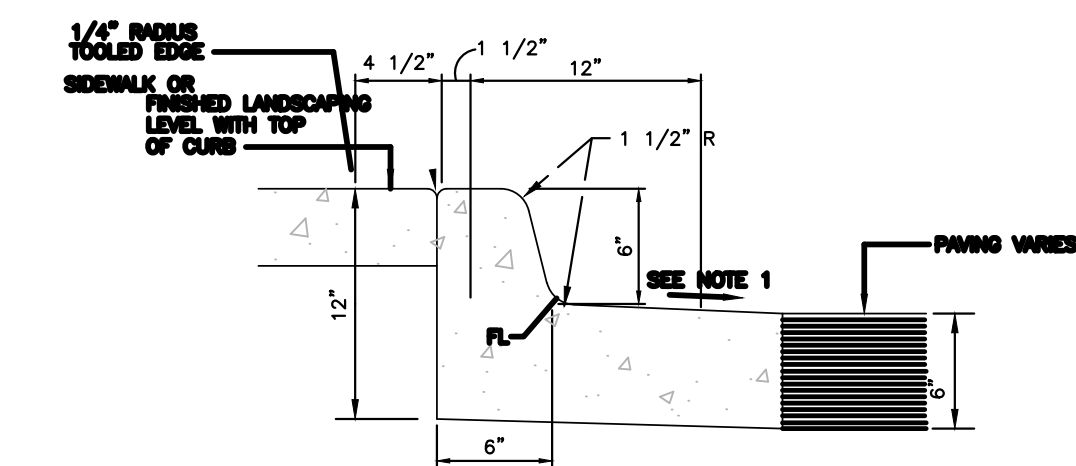 1/4" RADIUS
TOOLED EDGE
SIDEWALK OR
FINISHED LANDSCAPING
LEVEL WITH TOP
OF CURB
4 1/2"
1 1/2"
12"
1 1/2" R
6"
SEE NOTE 1
PAVING VARIES
12"
FL
6"
6"